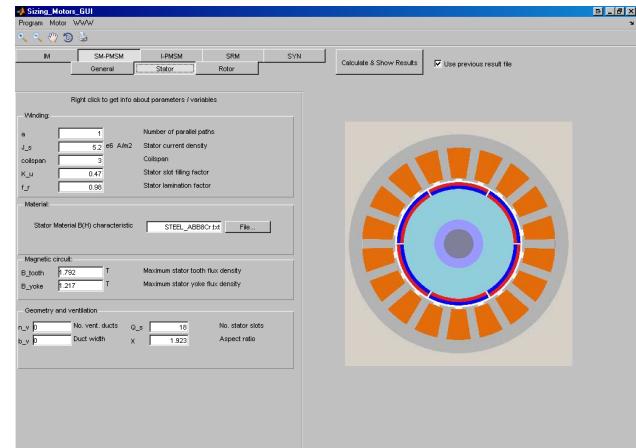 Sizing_Motors_GUI
Program Motor WWW
IM SM-PMSM I-PMSM SRM SYN
General Stator Rotor
Calculate & Show Results
Use previous result file
Right click to get info about parameters / variables
Winding:
a 1 Number of parallel paths
J_s 5.2 e6 A/m2 Stator current density
coilspan 3 Coilspan
K_u 0.47 Stator slot filling factor
f_r 0.98 Stator lamination factor
Material:
Stator Material B(H) characteristic STEEL_ABB8Cr.txt File...
Magnetic circuit:
B_tooth 1.792 T Maximum stator tooth flux density
B_yoke 1.217 T Maximum stator yoke flux density
Geometry and ventilation
n_v 0 No. vent. ducts Q_s 18 No. stator slots
b_v 0 Duct width X 1.923 Aspect ratio